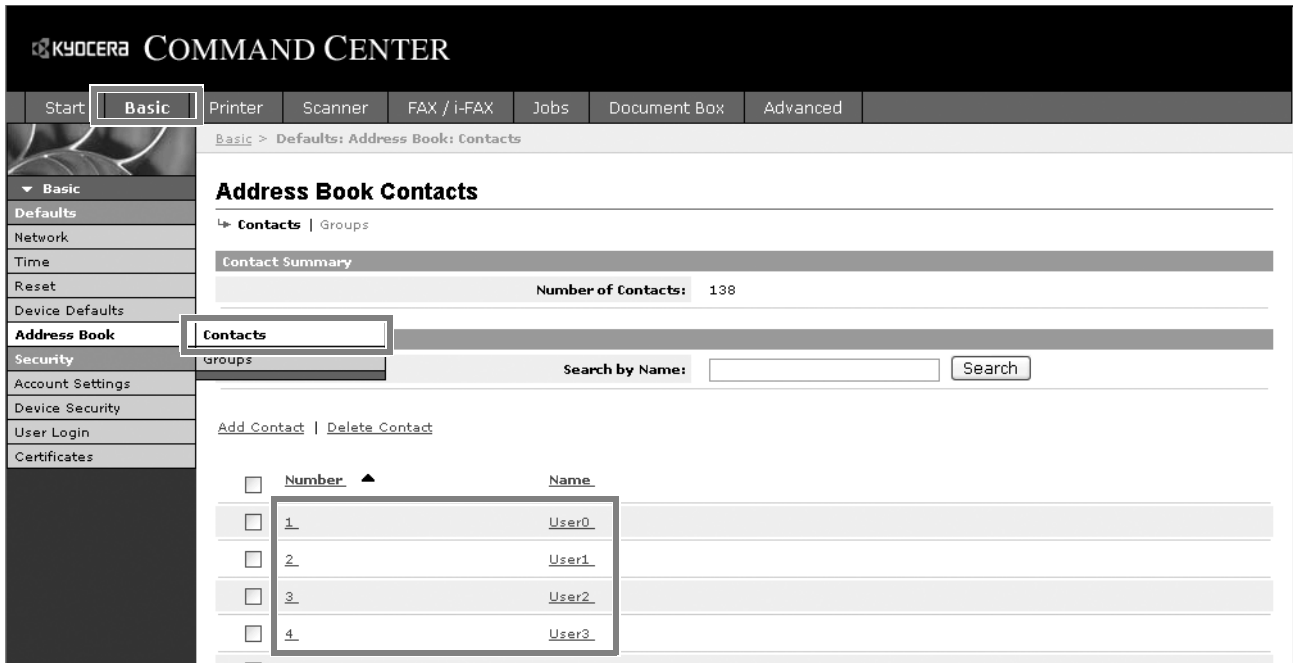 KYOCERA COMMAND CENTER
Start Basic Printer Scanner FAX / i-FAX Jobs Document Box Advanced
Basic > Defaults: Address Book: Contacts
Basic
Defaults
Network
Time
Reset
Device Defaults
Address Book
Security
Account Settings
Device Security
User Login
Certificates
Contacts
Groups
Address Book Contacts
Contacts | Groups
Contact Summary
Number of Contacts: 138
Search by Name: Search
Add Contact | Delete Contact
Number Name
1 User0
2 User1
3 User2
4 User3